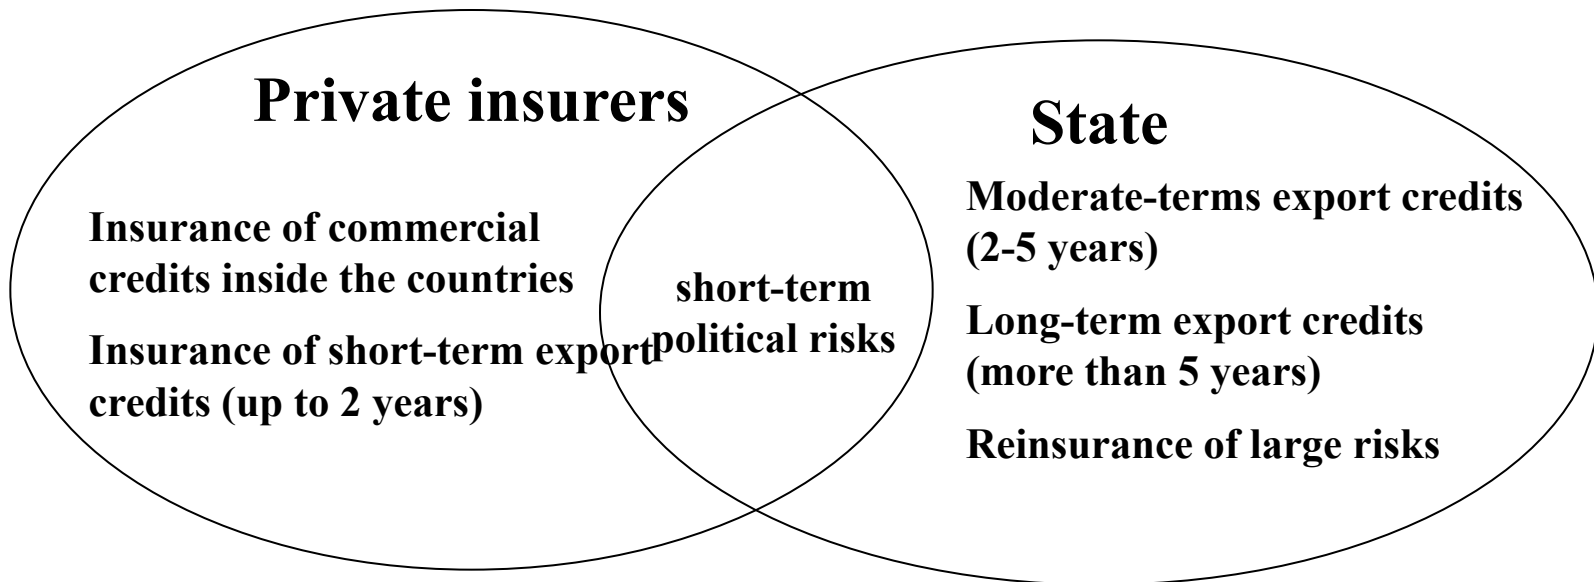 Private insurers
Insurance of commercial
credits inside the countries
Insurance of short-term export
credits (up to 2 years)
short-term
political risks
State
Moderate-terms export credits
(2-5 years)
Long-term export credits
(more than 5 years)
Reinsurance of large risks